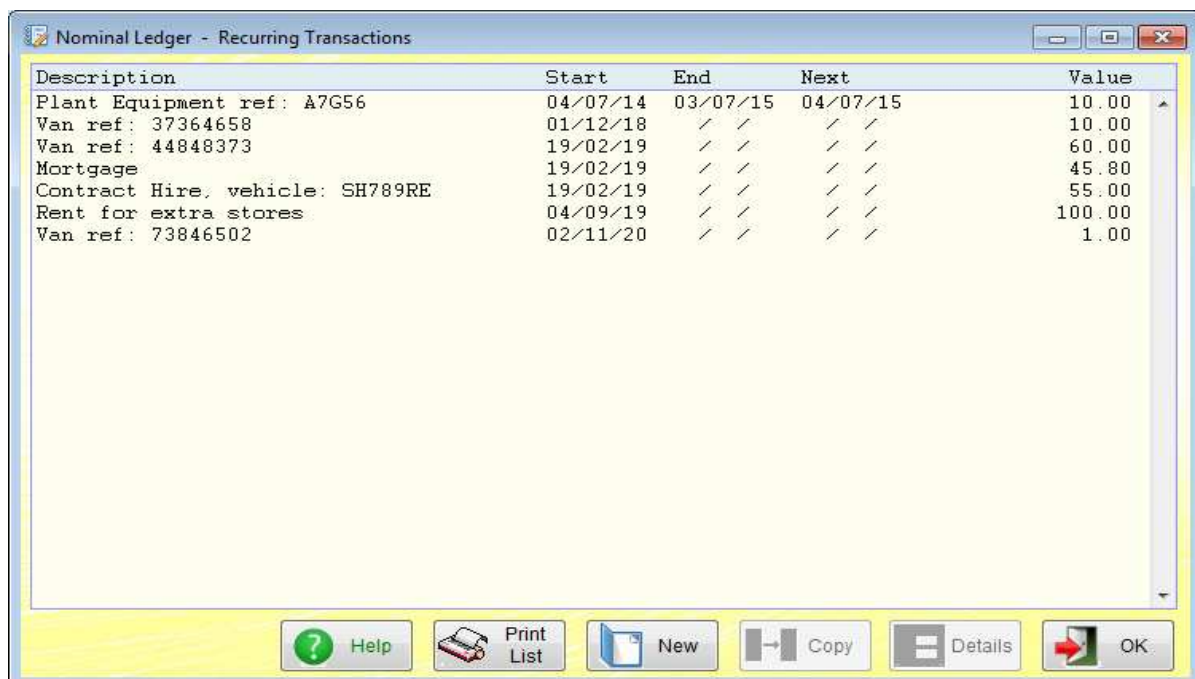 Nominal Ledger - Recurring Transactions
Description Start End Next Value
Plant Equipment ref: A7G56 04/07/14 03/07/15 04/07/15 10.00
Van ref: 37364658 01/12/18 / / / / 10.00
Van ref: 44848373 19/02/19 / / / / 60.00
Mortgage 19/02/19 / / / / 45.80
Contract Hire, vehicle: SH789RE 19/02/19 / / / / 55.00
Rent for extra stores 04/09/19 / / / / 100.00
Van ref: 73846502 02/11/20 / / / / 1.00
Help Print List New Copy Details OK